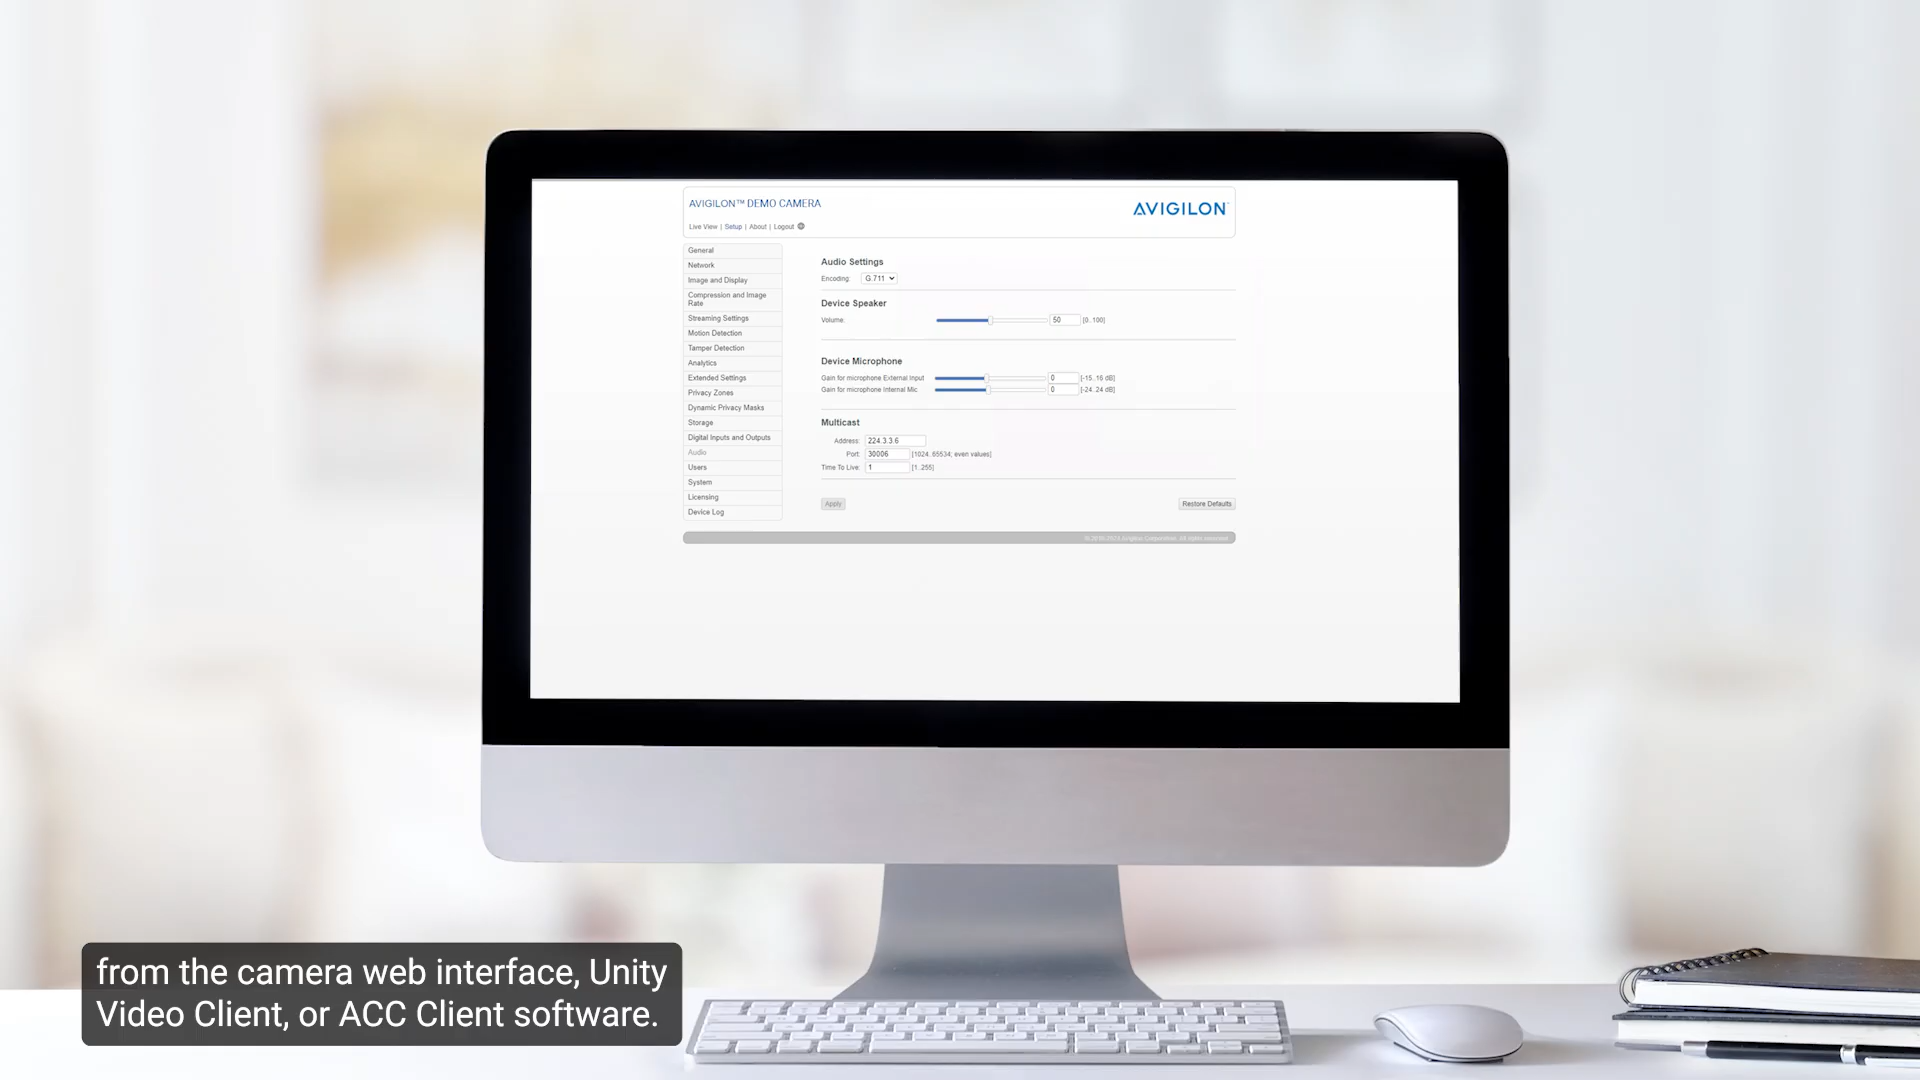 AVIGILON™ DEMO CAMERA
AVIGILON
Live View | Setup | About | Logout
General
Network
Image and Display
Compression and Image
Rate
Streaming Settings
Motion Detection
Tamper Detection
Analytics
Extended Settings
Privacy Zones
Dynamic Privacy Masks
Storage
Digital Inputs and Outputs
Audio
Users
System
Licensing
Device Log
Audio Settings
Encoding: G.711
Device Speaker
Volume: 50 [0..100]
Device Microphone
Gain for microphone External Input 0 [-15..16 dB]
Gain for microphone Internal Mic 0 [-24..24 dB]
Multicast
Address: 224.3.3.6
Port: 30006 [1024..65534; even values]
Time To Live: 1 [1..255]
Apply
Restore Defaults
Avigilon Corporation. All rights reserved.
from the camera web interface, Unity
Video Client, or ACC Client software.